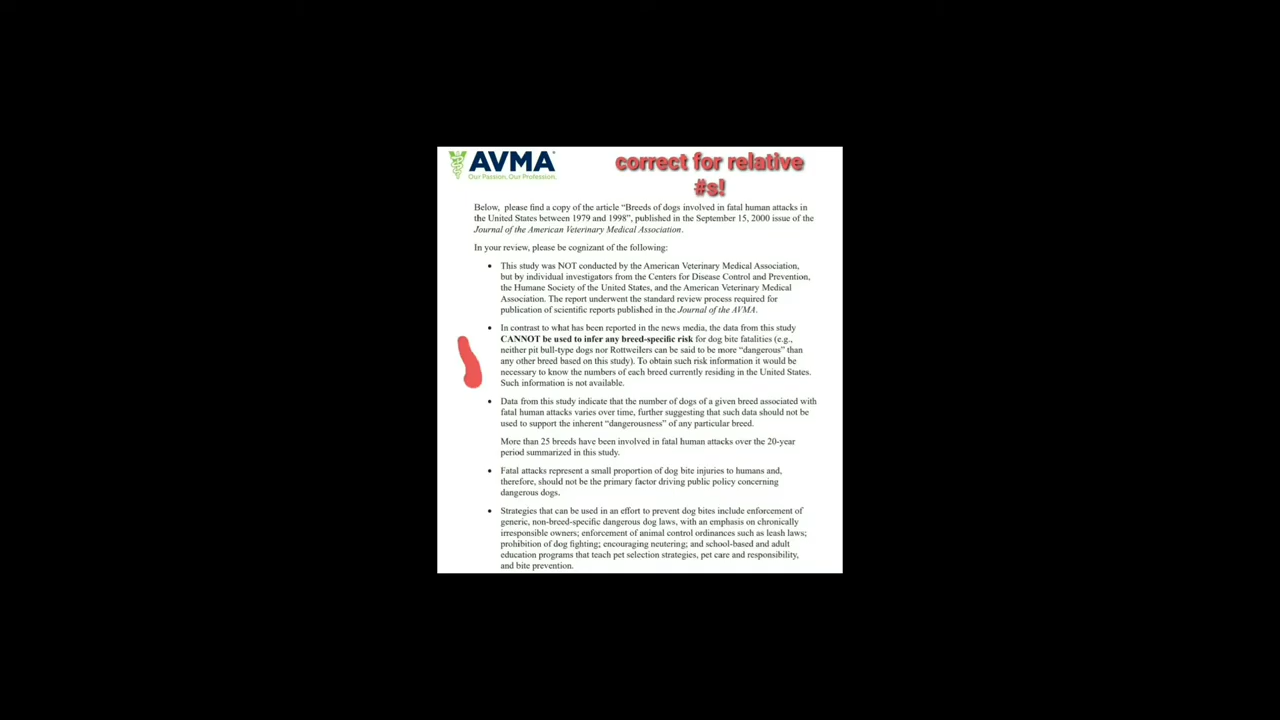 AVMA
Our Passion. Our Profession.
correct for relative
#s!
Below, please find a copy of the article “Breeds of dogs involved in fatal human attacks in
the United States between 1979 and 1998”, published in the September 15, 2000 issue of the
Journal of the American Veterinary Medical Association.
In your review, please be cognizant of the following:
• This study was NOT conducted by the American Veterinary Medical Association,
but by individual investigators from the Centers for Disease Control and Prevention,
the Humane Society of the United States, and the American Veterinary Medical
Association. The report underwent the standard review process required for
publication of scientific reports published in the Journal of the AVMA.
• In contrast to what has been reported in the news media, the data from this study
CANNOT be used to infer any breed-specific risk for dog bite fatalities (e.g.,
neither pit bull-type dogs nor Rottweilers can be said to be more “dangerous” than
any other breed based on this study). To obtain such risk information it would be
necessary to know the numbers of each breed currently residing in the United States.
Such information is not available.
• Data from this study indicate that the number of dogs of a given breed associated with
fatal human attacks varies over time, further suggesting that such data should not be
used to support the inherent “dangerousness” of any particular breed.
More than 25 breeds have been involved in fatal human attacks over the 20-year
period summarized in this study.
• Fatal attacks represent a small proportion of dog bite injuries to humans and,
therefore, should not be the primary factor driving public policy concerning
dangerous dogs.
• Strategies that can be used in an effort to prevent dog bites include enforcement of
generic, non-breed-specific dangerous dog laws, with an emphasis on chronically
irresponsible owners; enforcement of animal control ordinances such as leash laws;
prohibition of dog fighting; encouraging neutering; and school-based and adult
education programs that teach pet selection strategies, pet care and responsibility,
and bite prevention.